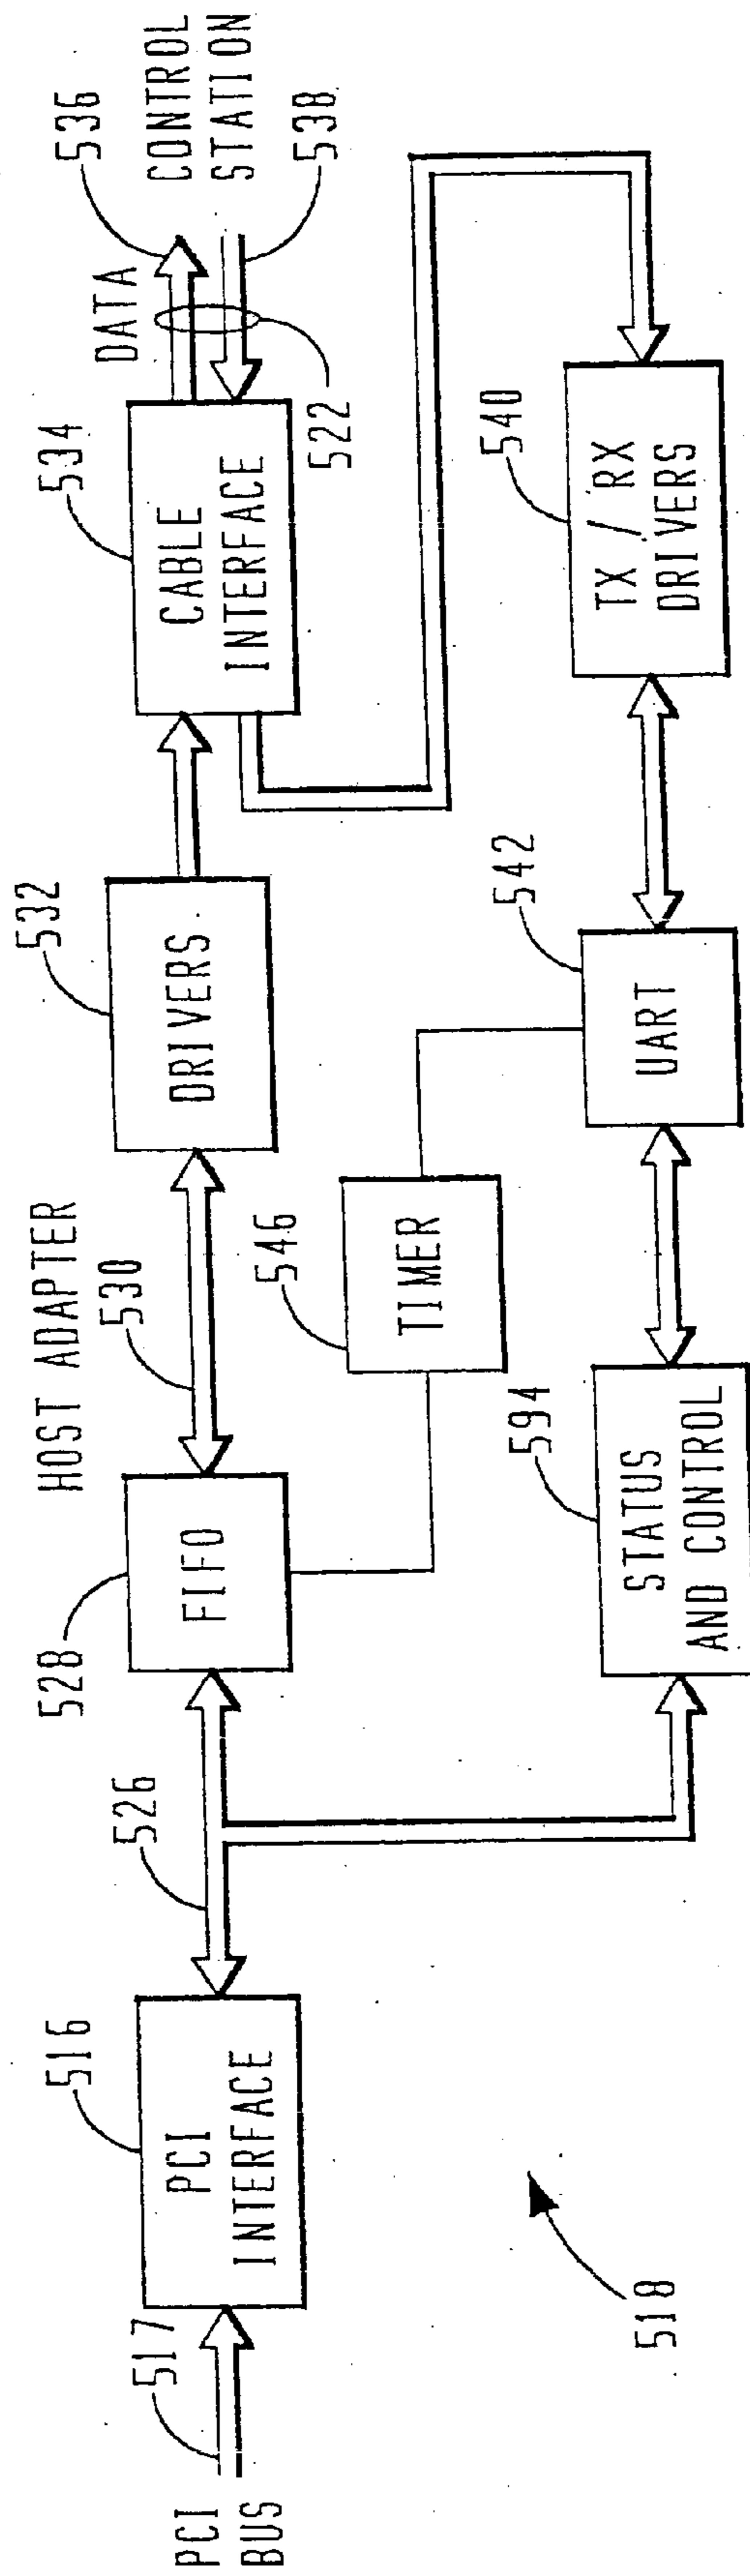 HOST ADAPTER
PCI
BUS
517
516
PCI
INTERFACE
526
528
FIFO
530
532
DRIVERS
534
CABLE
INTERFACE
DATA
536
CONTROL
STATION
538
522
546
TIMER
594
STATUS
AND CONTROL
542
UART
540
TX / RX
DRIVERS
518